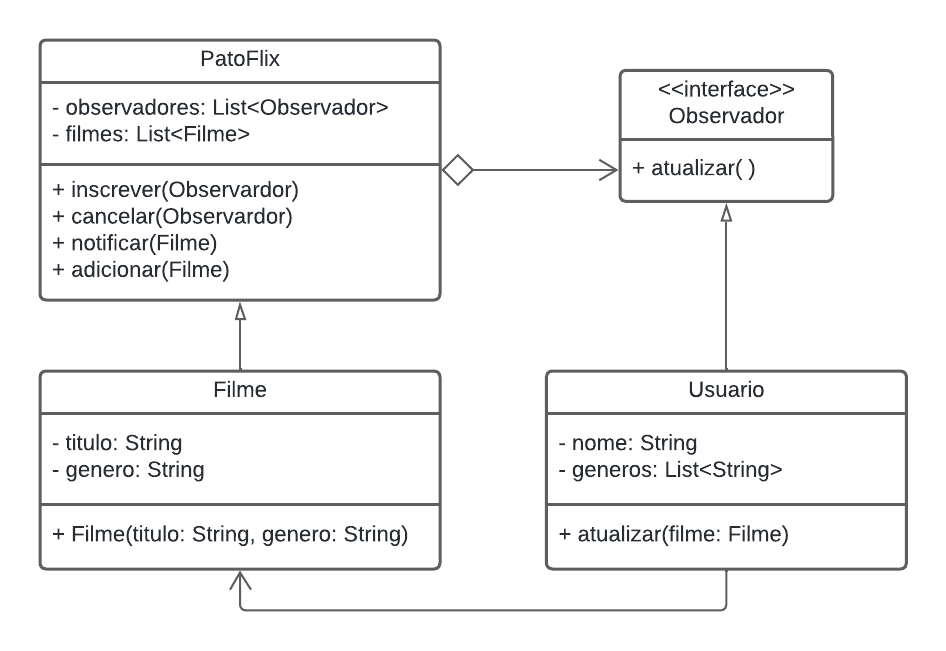 PatoFlix
- observadores: List<Observador>
- filmes: List<Filme>
+ inscrever(Observardor)
+ cancelar(Observardor)
+ notificar(Filme)
+ adicionar(Filme)
<<interface>>
Observador
+ atualizar( )
Filme
- titulo: String
- genero: String
+ Filme(titulo: String, genero: String)
Usuario
- nome: String
- generos: List<String>
+ atualizar(filme: Filme)